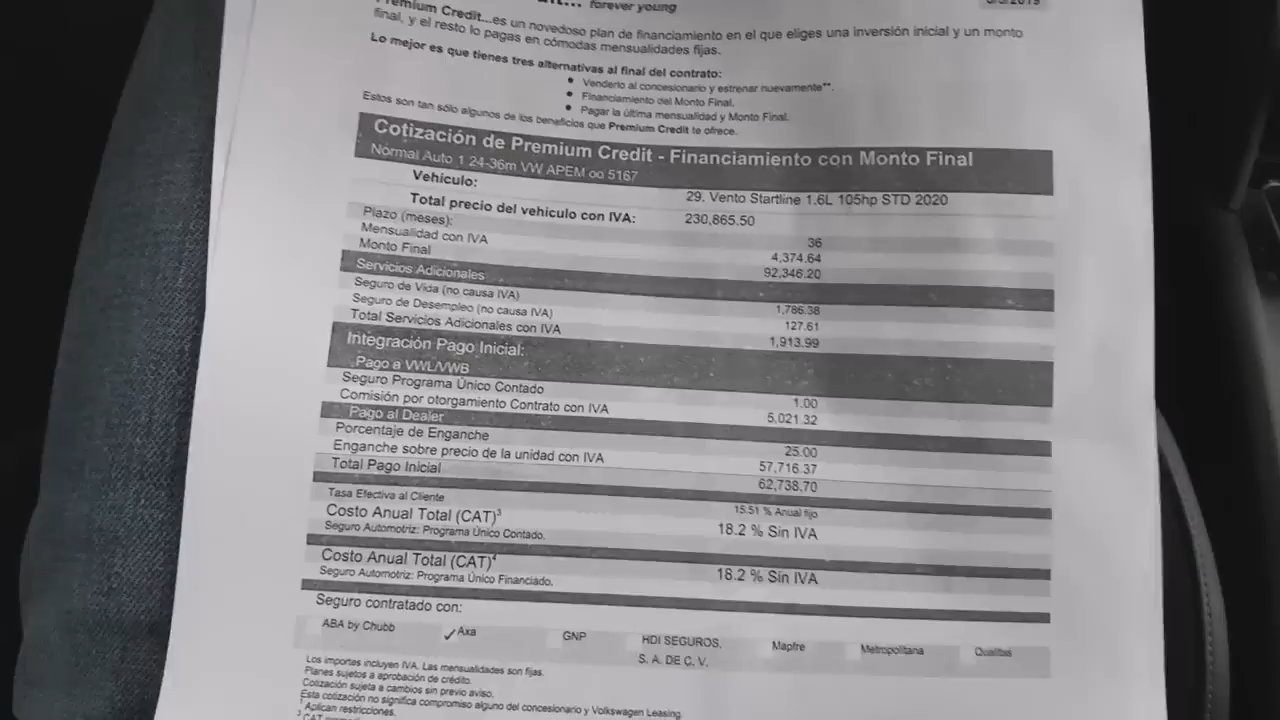 forever young
Premium Credit...es un novedoso plan de financiamiento en el que eliges una inversión inicial y un monto
final, y el resto lo pagas en cómodas mensualidades fijas.
Lo mejor es que tienes tres alternativas al final del contrato:
• Venderlo al concesionario y estrenar nuevamente**.
• Financiamiento del Monto Final.
• Pagar la última mensualidad y Monto Final.
Estos son tan sólo algunos de los beneficios que Premium Credit te ofrece.
Cotización de Premium Credit - Financiamiento con Monto Final
Normal Auto 1 24-36m VW APEM oo 5167
Vehículo: 29. Vento Startline 1.6L 105hp STD 2020
Total precio del vehículo con IVA: 230,865.50
Plazo (meses): 36
Mensualidad con IVA 4,374.64
Monto Final 92,346.20
Servicios Adicionales
Seguro de Vida (no causa IVA) 1,786.38
Seguro de Desempleo (no causa IVA) 127.61
Total Servicios Adicionales con IVA 1,913.99
Integración Pago Inicial:
Pago a VWL/VWB
Seguro Programa Único Contado 1.00
Comisión por otorgamiento Contrato con IVA 5,021.32
Pago al Dealer
Porcentaje de Enganche 25.00
Enganche sobre precio de la unidad con IVA 57,716.37
Total Pago Inicial 62,738.70
Tasa Efectiva al Cliente 15.51 % Anual fijo
Costo Anual Total (CAT)³ 18.2 % Sin IVA
Seguro Automotriz: Programa Único Contado.
Costo Anual Total (CAT)⁴ 18.2 % Sin IVA
Seguro Automotriz: Programa Único Financiado.
Seguro contratado con:
ABA by Chubb ✓ Axa GNP HDI SEGUROS, S. A. DE C. V. Mapfre Metropolitana Qualitas
Los importes incluyen IVA. Las mensualidades son fijas.
Planes sujetos a aprobación de crédito.
Cotización sujeta a cambios sin previo aviso.
Esta cotización no significa compromiso alguno del concesionario y Volkswagen Leasing.
¹ Aplican restricciones.
³ CAT